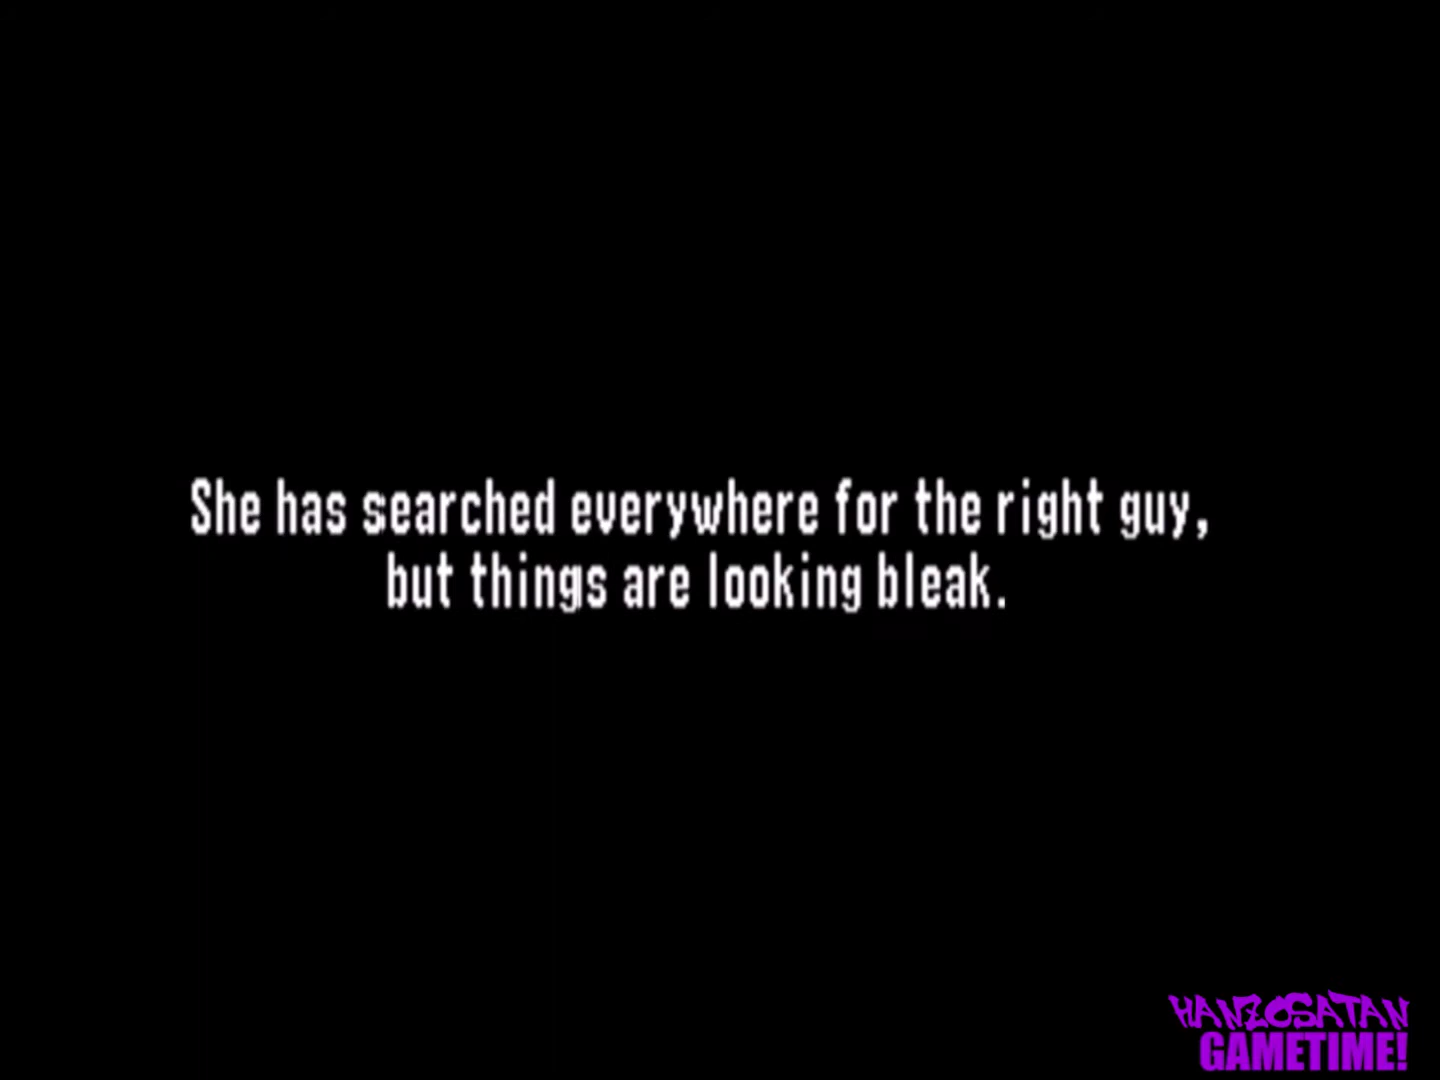 She has searched everywhere for the right guy,
but things are looking bleak.
HANZOSATAN
GAMETIME!